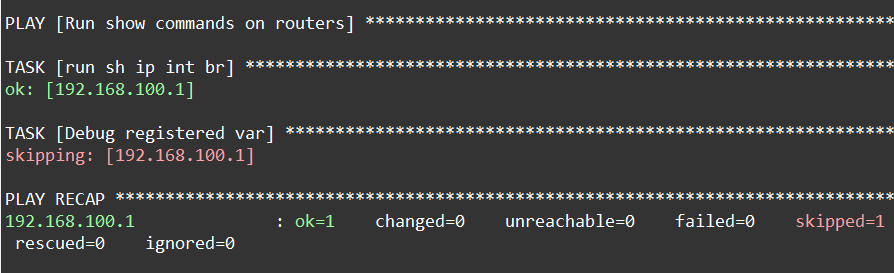 PLAY [Run show commands on routers] *****************************************************
TASK [run sh ip int br] *****************************************************************
ok: [192.168.100.1]
TASK [Debug registered var] *************************************************************
skipping: [192.168.100.1]
PLAY RECAP ******************************************************************************
192.168.100.1              : ok=1    changed=0    unreachable=0    failed=0    skipped=1
 rescued=0    ignored=0